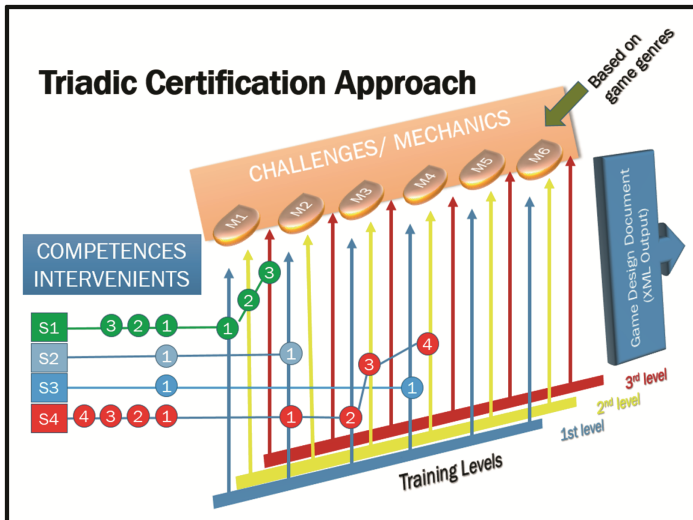 Triadic Certification Approach
Based on
game genres
CHALLENGES/ MECHANICS
M1
M2
M3
M4
M5
M6
COMPETENCES
INTERVENIENTS
S1
3
2
1
1
2
3
S2
1
1
S3
1
1
S4
4
3
2
1
1
2
3
4
Game Design Document
(XML Output)
3rd level
2nd level
1st level
Training Levels